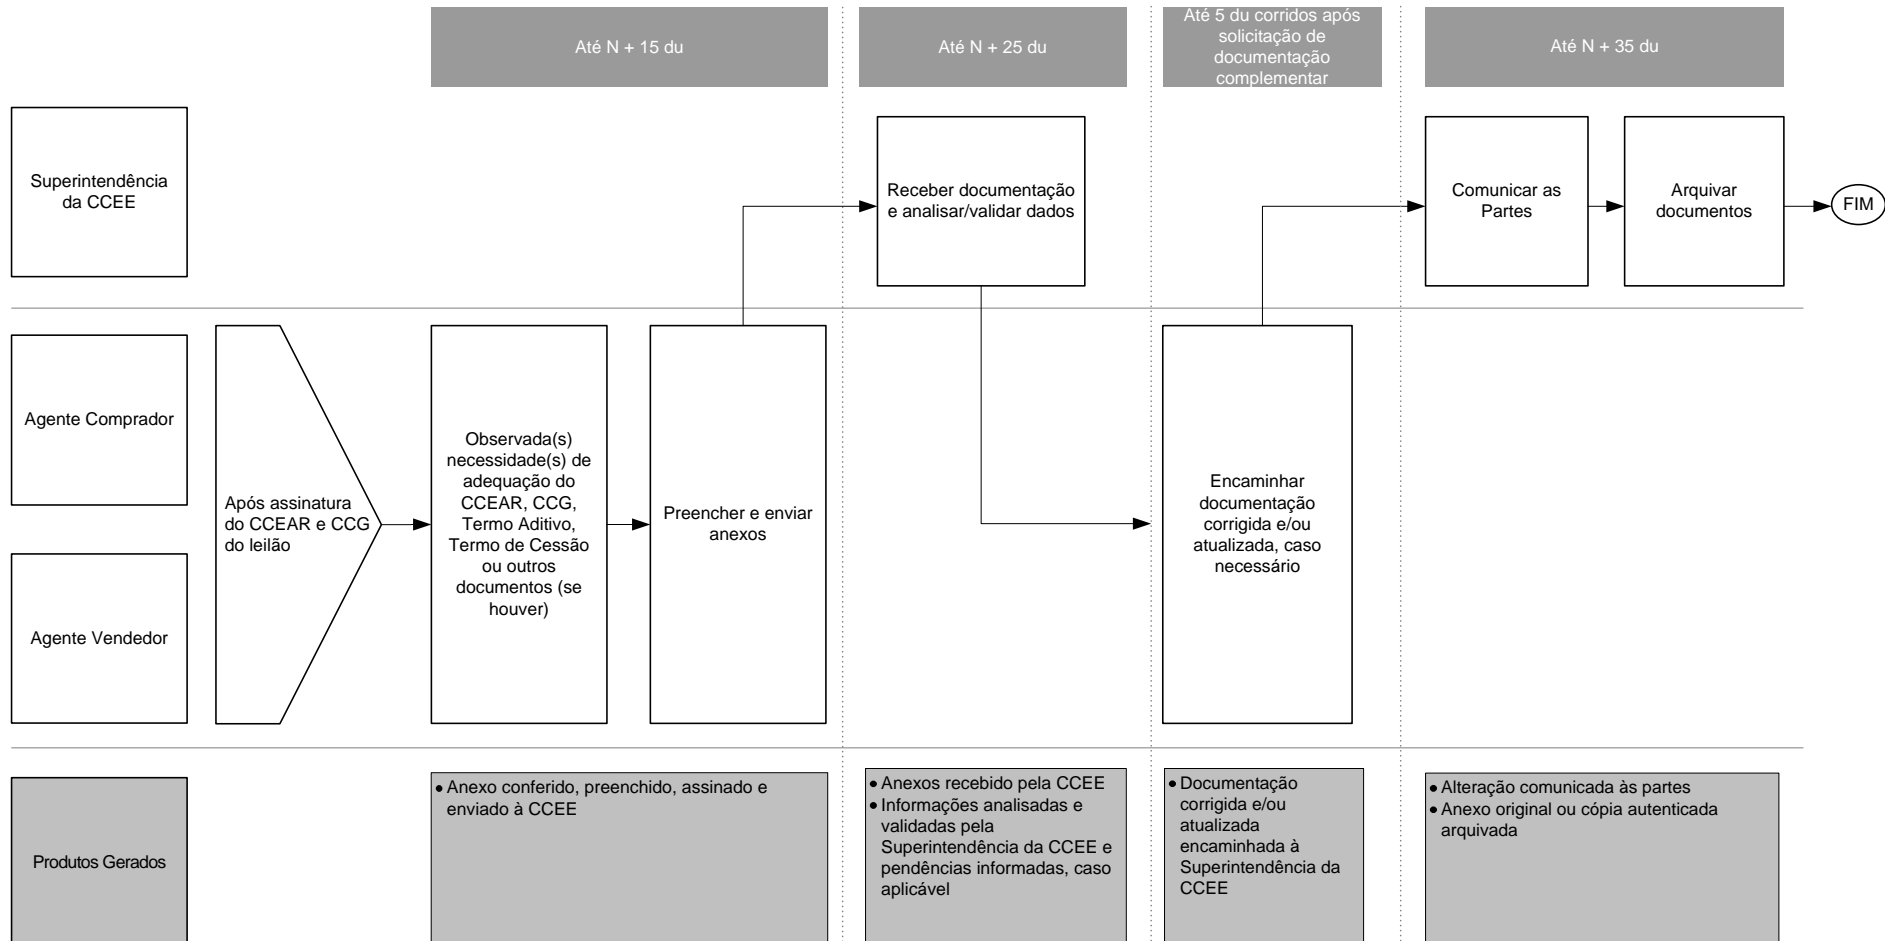 Até N + 15 du
Até N + 25 du
Até 5 du corridos após
solicitação de
documentação
complementar
Até N + 35 du
Superintendência
da CCEE
Receber documentação
e analisar/validar dados
Comunicar as
Partes
Arquivar
documentos
FIM
Agente Comprador
Agente Vendedor
Após assinatura
do CCEAR e CCG
do leilão
Observada(s)
necessidade(s) de
adequação do
CCEAR, CCG,
Termo Aditivo,
Termo de Cessão
ou outros
documentos (se
houver)
Preencher e enviar
anexos
Encaminhar
documentação
corrigida e/ou
atualizada, caso
necessário
Produtos Gerados
• Anexo conferido, preenchido, assinado e
enviado à CCEE
• Anexos recebido pela CCEE
• Informações analisadas e
validadas pela
Superintendência da CCEE e
pendências informadas, caso
aplicável
• Documentação
corrigida e/ou
atualizada
encaminhada à
Superintendência da
CCEE
• Alteração comunicada às partes
• Anexo original ou cópia autenticada
arquivada